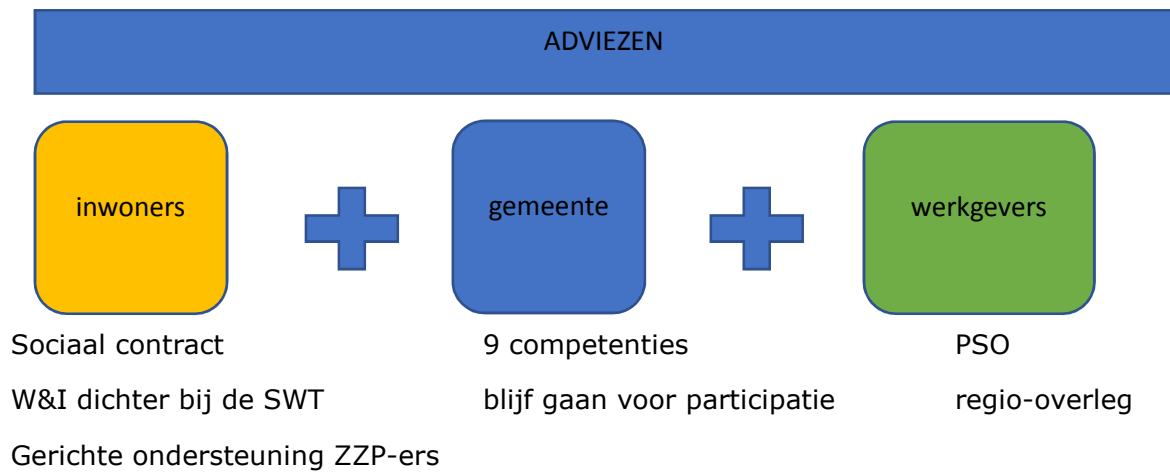 ADVIEZEN
inwoners
gemeente
werkgevers
Sociaal contract
9 competenties
PSO
W&I dichter bij de SWT
blijf gaan voor participatie
regio-overleg
Gerichte ondersteuning ZZP-ers